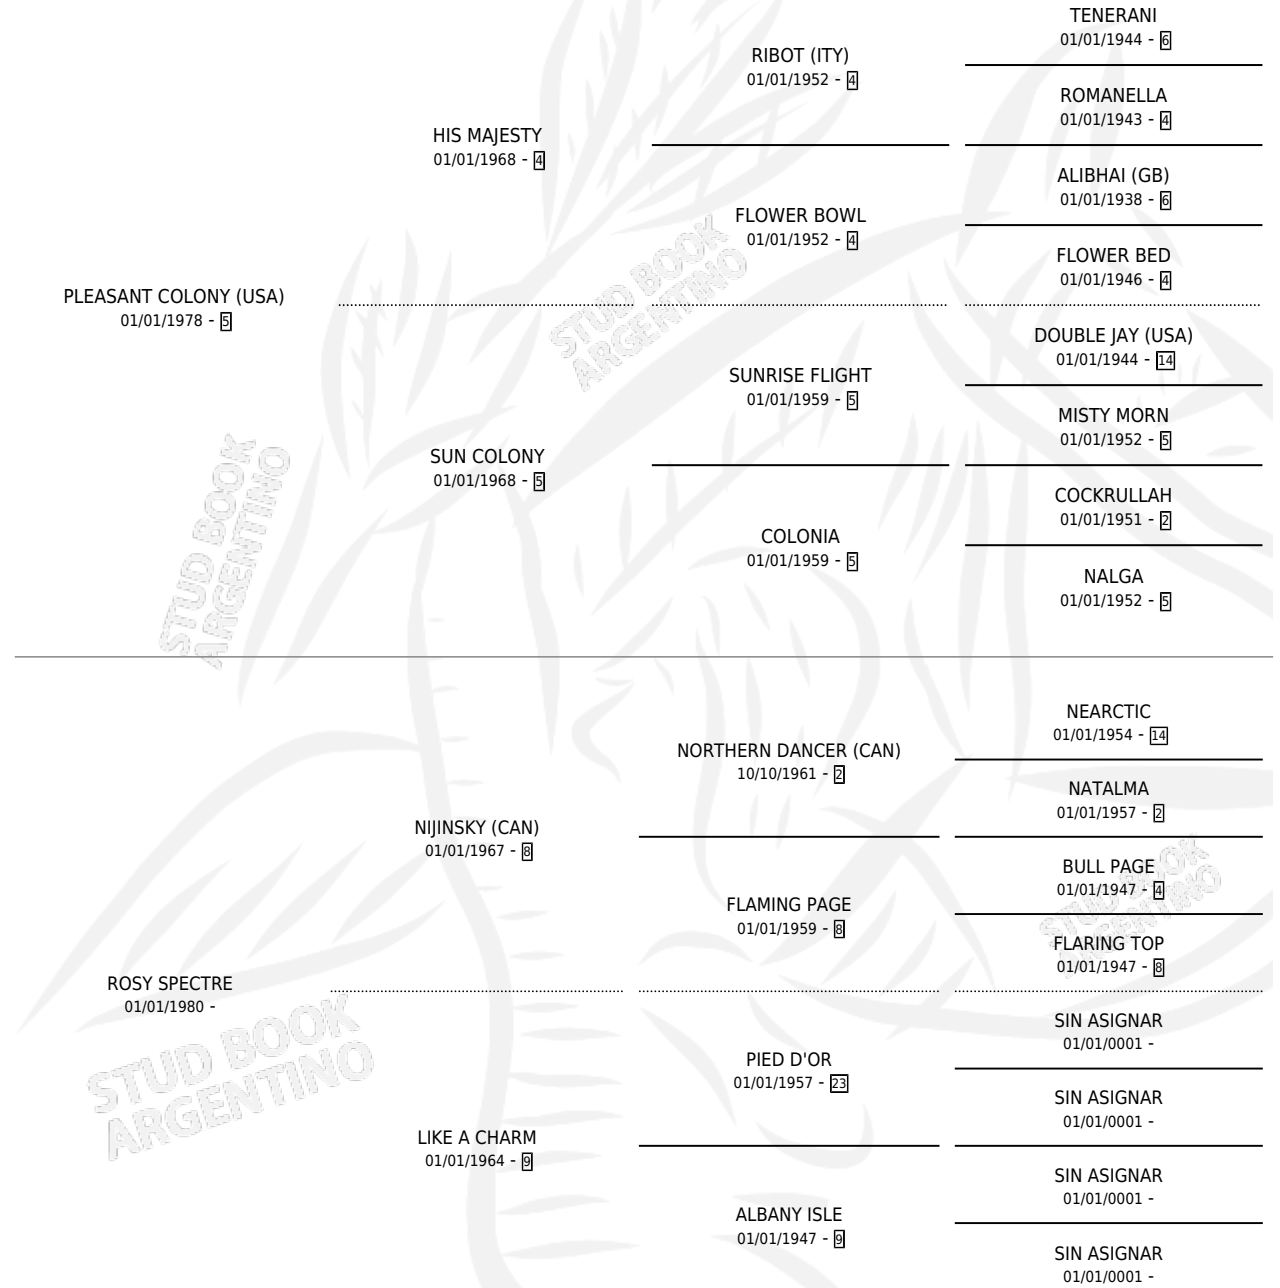 TENERANI
01/01/1944 - 6
RIBOT (ITY)
01/01/1952 - 4
ROMANELLA
01/01/1943 - 4
HIS MAJESTY
01/01/1968 - 4
ALIBHAI (GB)
01/01/1938 - 6
FLOWER BOWL
01/01/1952 - 4
FLOWER BED
01/01/1946 - 4
PLEASANT COLONY (USA)
01/01/1978 - 5
STUD BOOK
ARGENTINO
DOUBLE JAY (USA)
01/01/1944 - 14
SUNRISE FLIGHT
01/01/1959 - 5
MISTY MORN
01/01/1952 - 5
SUN COLONY
01/01/1968 - 5
COCKRULLAH
01/01/1951 - 2
COLONIA
01/01/1959 - 5
NALGA
01/01/1952 - 5
STUD BOOK
ARGENTINO
NEARCTIC
01/01/1954 - 14
NORTHERN DANCER (CAN)
10/10/1961 - 2
NATALMA
01/01/1957 - 2
NIJINSKY (CAN)
01/01/1967 - 8
BULL PAGE
01/01/1947 - 4
STUD BOOK
ARGENTINO
FLAMING PAGE
01/01/1959 - 8
FLARING TOP
01/01/1947 - 8
ROSY SPECTRE
01/01/1980 -
SIN ASIGNAR
01/01/0001 -
STUD BOOK
ARGENTINO
PIED D'OR
01/01/1957 - 23
SIN ASIGNAR
01/01/0001 -
LIKE A CHARM
01/01/1964 - 9
SIN ASIGNAR
01/01/0001 -
ALBANY ISLE
01/01/1947 - 9
SIN ASIGNAR
01/01/0001 -